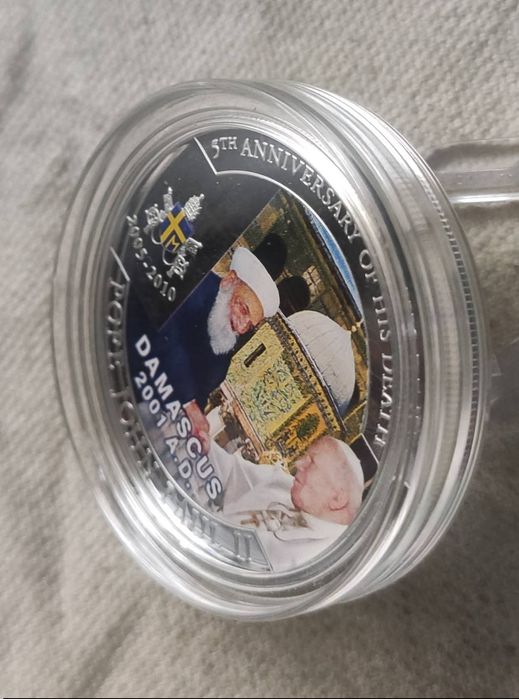 5TH ANNIVERSARY OF HIS DEATH
2005-2010
M
DAMASCUS
2001 A.D.
POPE JOHN PAUL II